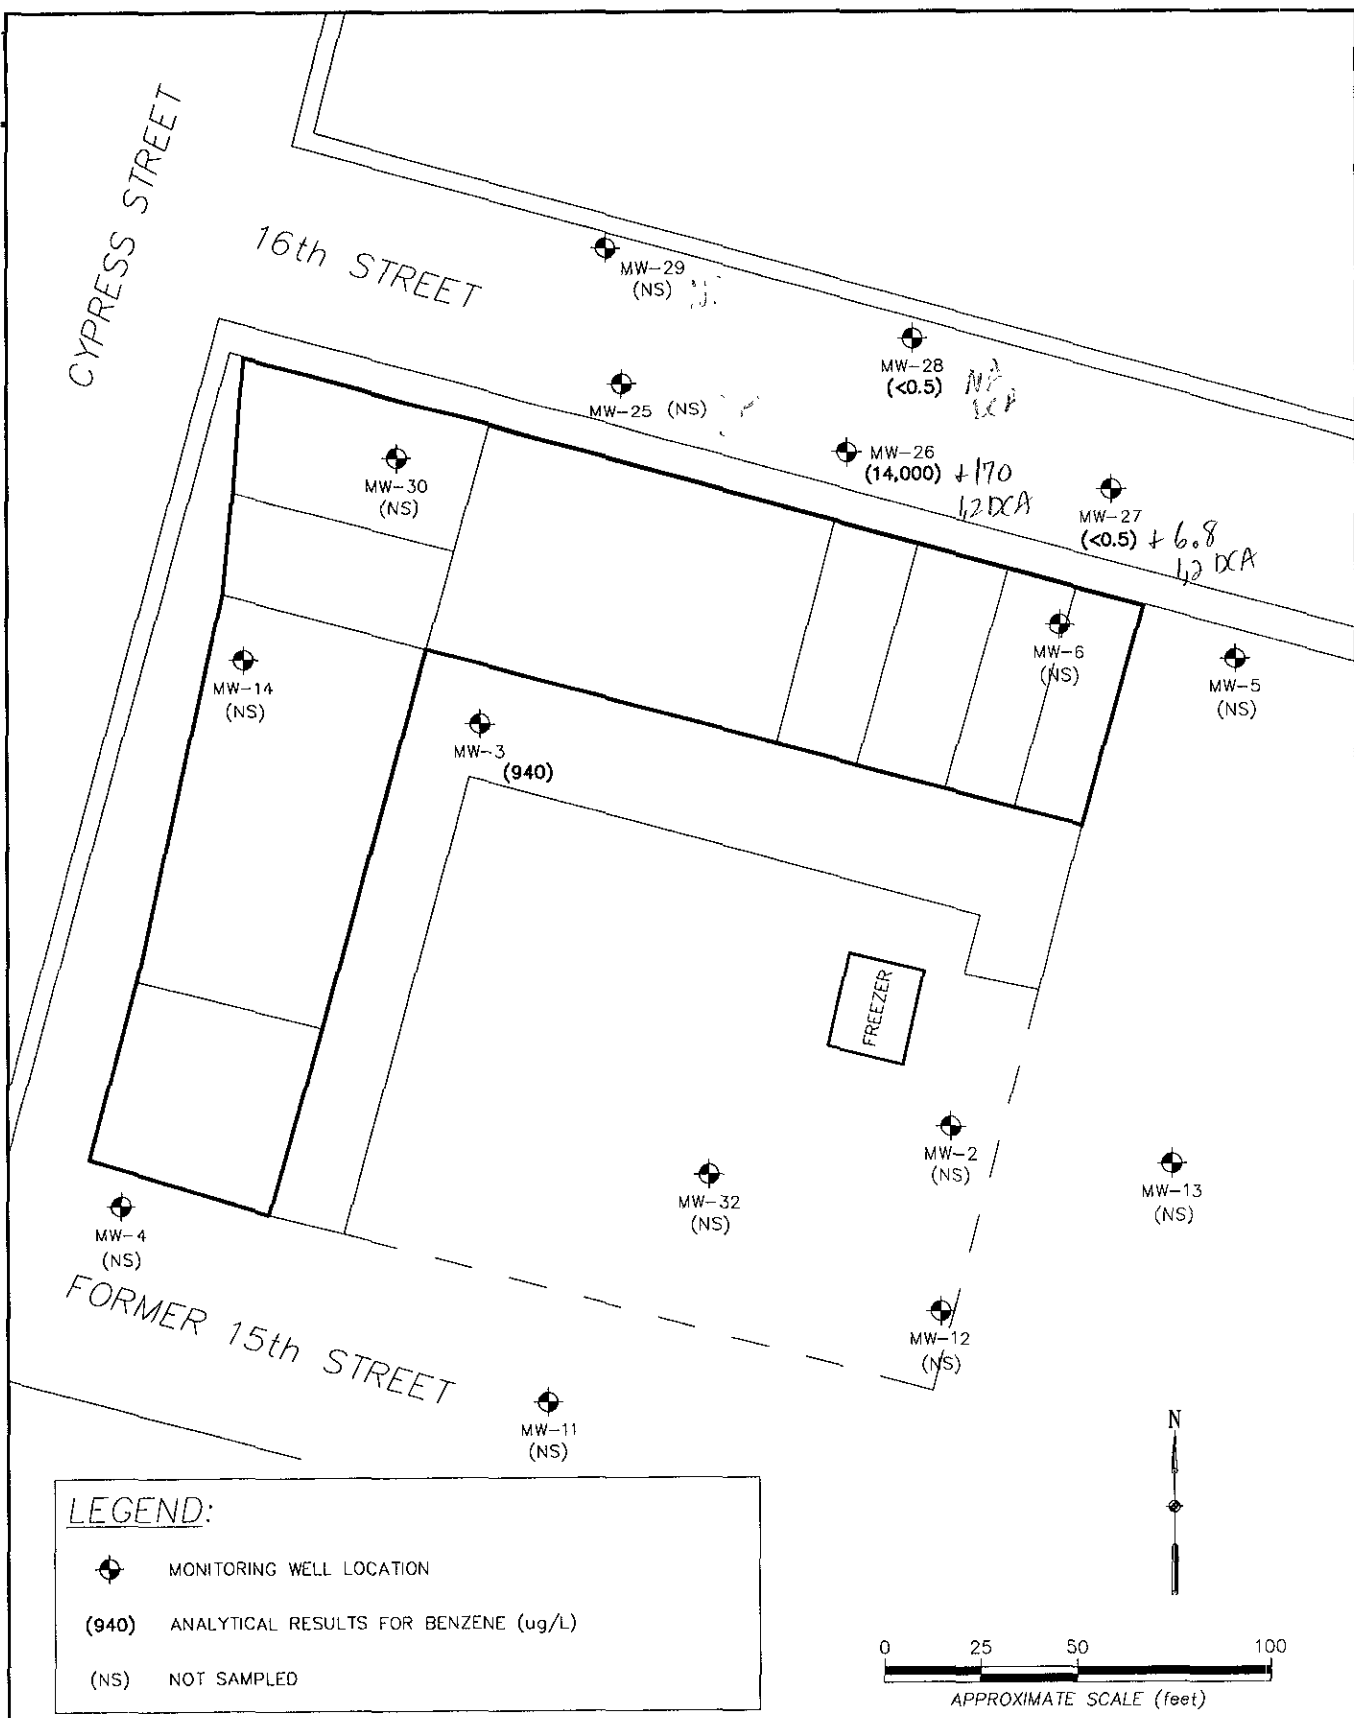 CYPRESS STREET
16th STREET
MW-29
(NS)
MW-28
(<0.5)
MW-25 (NS)
MW-26
(14,000) +170
1,2 DCA
MW-30
(NS)
MW-27
(<0.5) + 6.8
1,2 DCA
MW-6
(NS)
MW-5
(NS)
MW-14
(NS)
MW-3
(940)
FREEZER
MW-2
(NS)
MW-13
(NS)
MW-32
(NS)
MW-4
(NS)
FORMER 15th STREET
MW-12
(NS)
MW-11
(NS)
N
LEGEND:
MONITORING WELL LOCATION
(940) ANALYTICAL RESULTS FOR BENZENE (ug/L)
(NS) NOT SAMPLED
0 25 50 100
APPROXIMATE SCALE (feet)